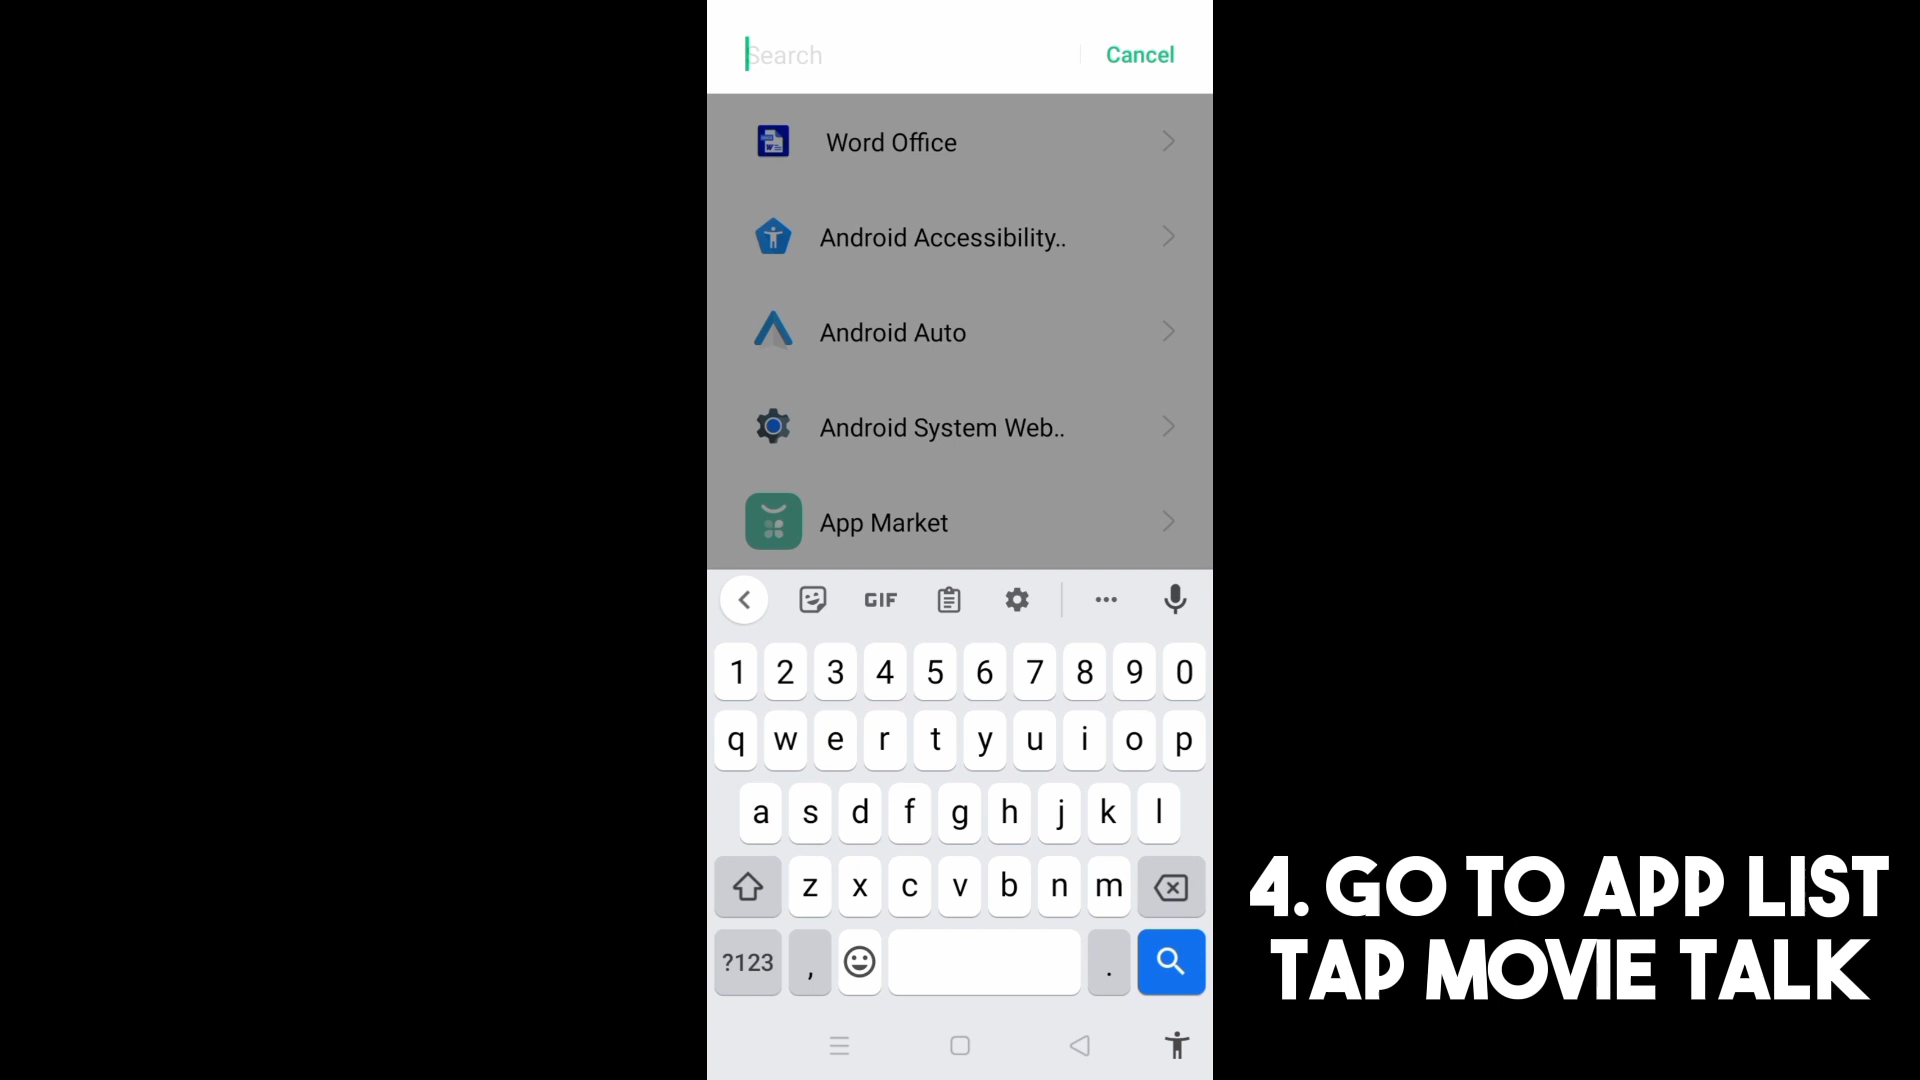 Search
Cancel
Word Office
Android Accessibility..
Android Auto
Android System Web..
App Market
GIF
1 2 3 4 5 6 7 8 9 0
q w e r t y u i o p
a s d f g h j k l
z x c v b n m
?123 , .
4. GO TO APP LIST
TAP MOVIE TALK